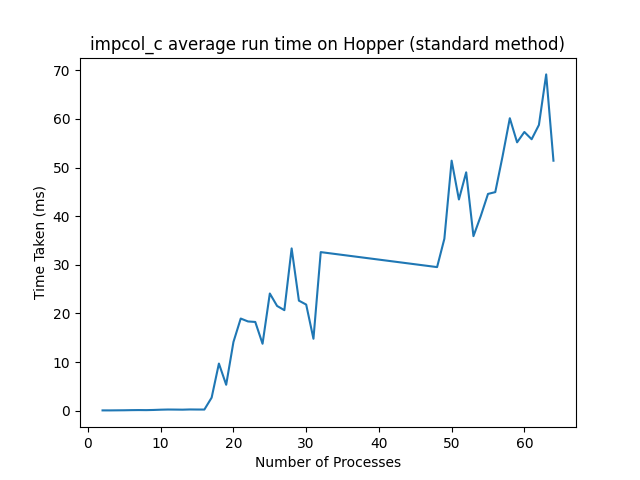 impcol_c average run time on Hopper (standard method)
70
60
50
40
30
20
10
0
Time Taken (ms)
0 10 20 30 40 50 60
Number of Processes